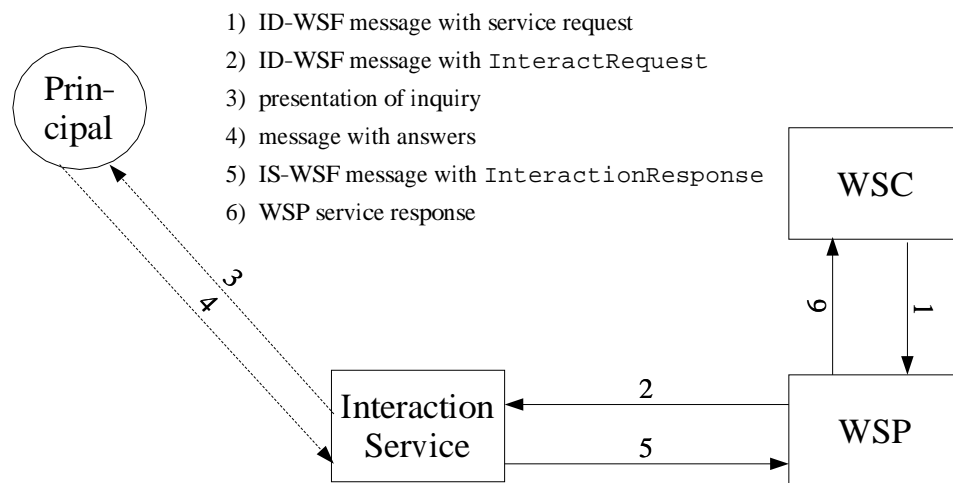 1) ID-WSF message with service request
2) ID-WSF message with InteractRequest
3) presentation of inquiry
4) message with answers
5) IS-WSF message with InteractionResponse
6) WSP service response
Prin-
cipal
WSC
3
4
6
1
Interaction
Service
2
5
WSP